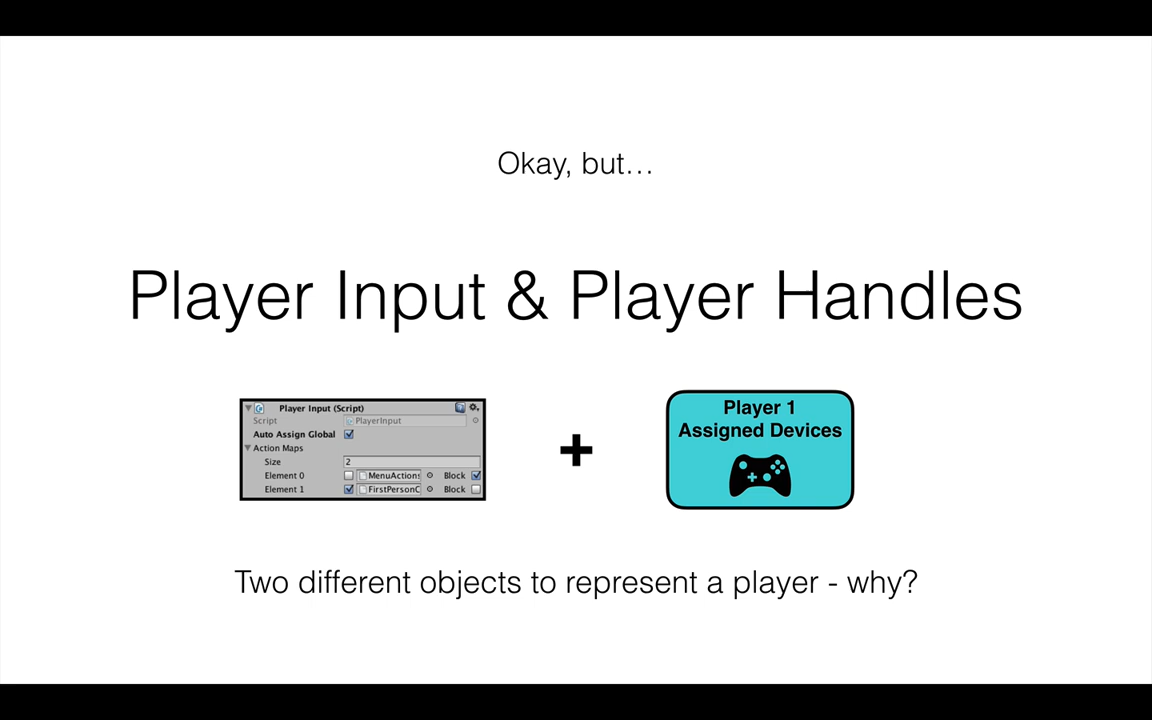 Okay, but…
Player Input & Player Handles
Player Input (Script)
Script PlayerInput
Auto Assign Global
Action Maps
Size 2
Element 0 MenuActions Block
Element 1 FirstPersonC Block
+
Player 1
Assigned Devices
Two different objects to represent a player - why?